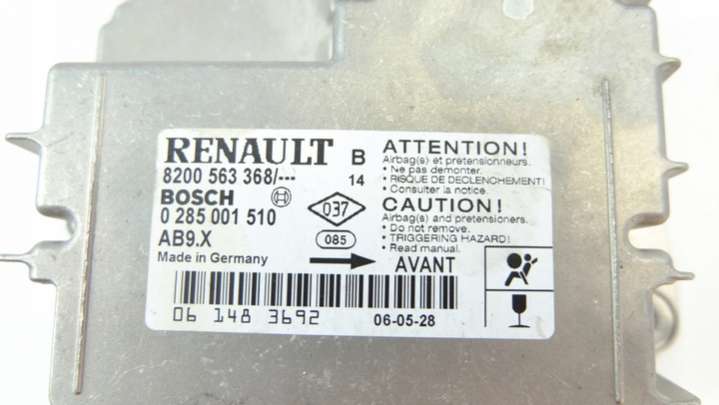 RENAULT B
8200 563 368/--- 14
BOSCH
0 285 001 510 037
AB9.X 085
Made in Germany
AVANT
ATTENTION!
Airbag(s) et pretensionneurs.
• Ne pas demonter.
• RISQUE DE DECLENCHEMENT!
• Consulter la notice.
CAUTION!
Airbag(s) and pretensioners.
• Do not remove.
• TRIGGERING HAZARD!
• Read manual.
06 148 3692 06-05-28